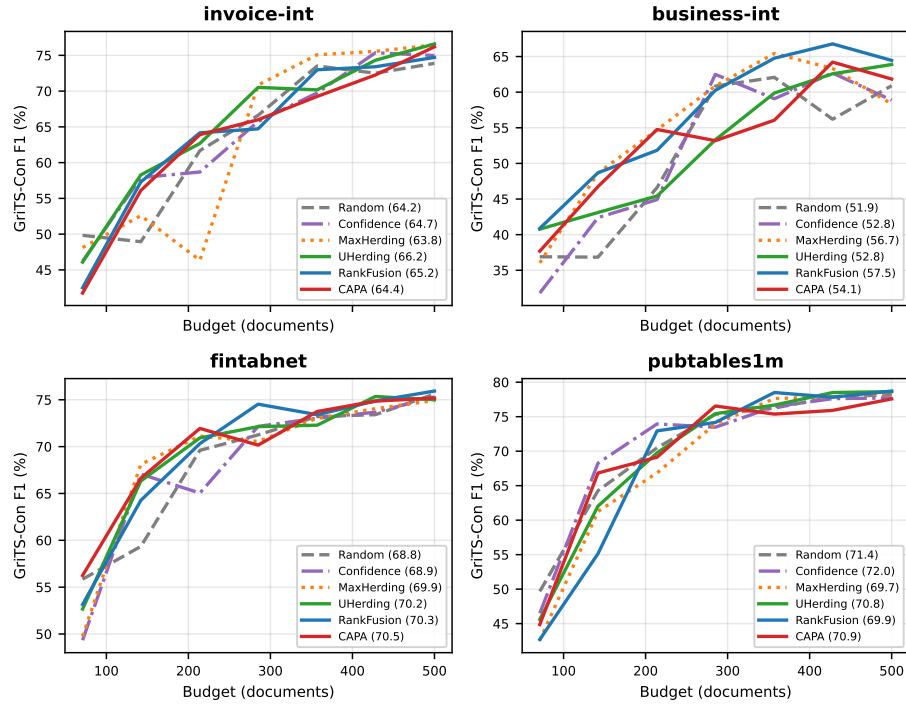 invoice-int
GriTS-Con F1 (%)
75
70
65
60
55
50
45
Random (64.2)
Confidence (64.7)
MaxHerding (63.8)
UHerding (66.2)
RankFusion (65.2)
CAPA (64.4)
Budget (documents)
business-int
GriTS-Con F1 (%)
65
60
55
50
45
40
35
Random (51.9)
Confidence (52.8)
MaxHerding (56.7)
UHerding (52.8)
RankFusion (57.5)
CAPA (54.1)
Budget (documents)
fintabnet
GriTS-Con F1 (%)
75
70
65
60
55
50
Random (68.8)
Confidence (68.9)
MaxHerding (69.9)
UHerding (70.2)
RankFusion (70.3)
CAPA (70.5)
100 200 300 400 500
Budget (documents)
pubtables1m
GriTS-Con F1 (%)
80
75
70
65
60
55
50
45
Random (71.4)
Confidence (72.0)
MaxHerding (69.7)
UHerding (70.8)
RankFusion (69.9)
CAPA (70.9)
100 200 300 400 500
Budget (documents)